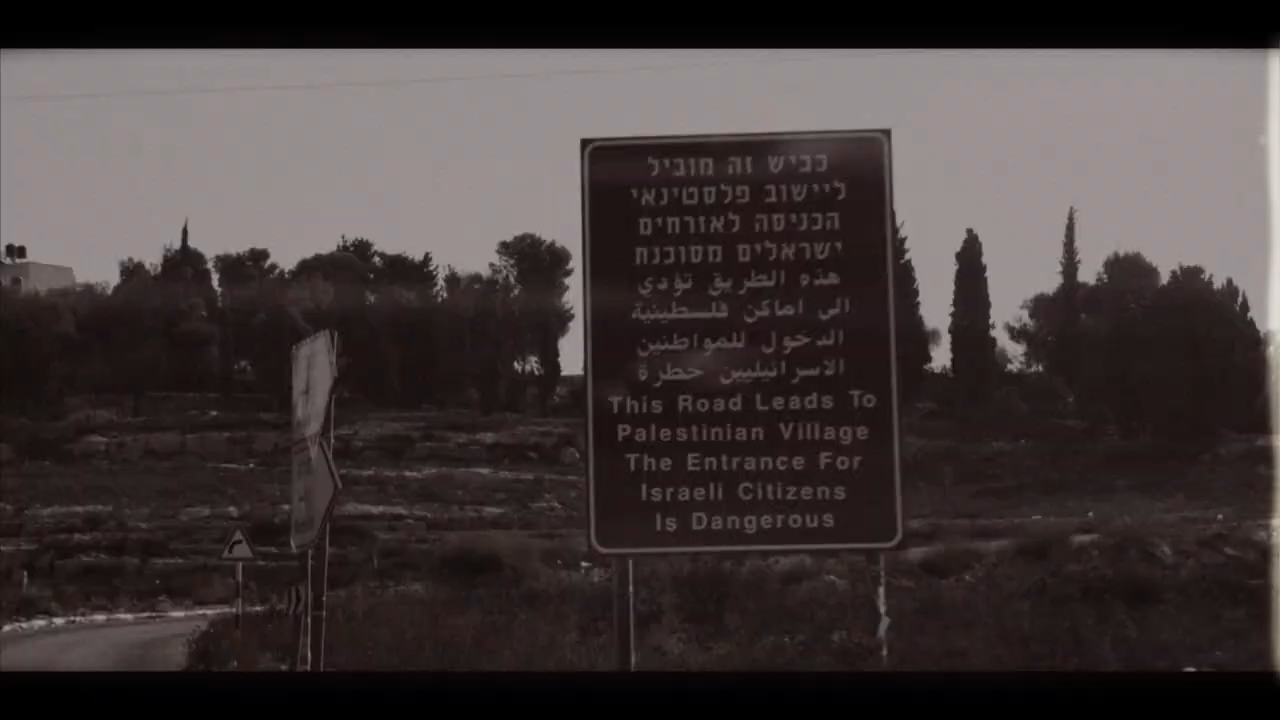 כביש זה מוביל
ליישוב פלסטינאי
הכניסה לאזרחים
ישראלים מסוכנת
هذه الطريق تؤدي
الى اماكن فلسطينية
الدخول للمواطنين
الاسرائيليين خطرة
This Road Leads To
Palestinian Village
The Entrance For
Israeli Citizens
Is Dangerous